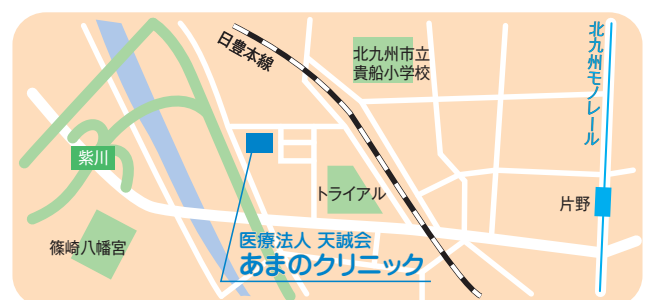 日豊本線
北九州市立
貴船小学校
北九州モノレール
紫川
トライアル
片野
篠崎八幡宮
医療法人 天誠会
あまのクリニック